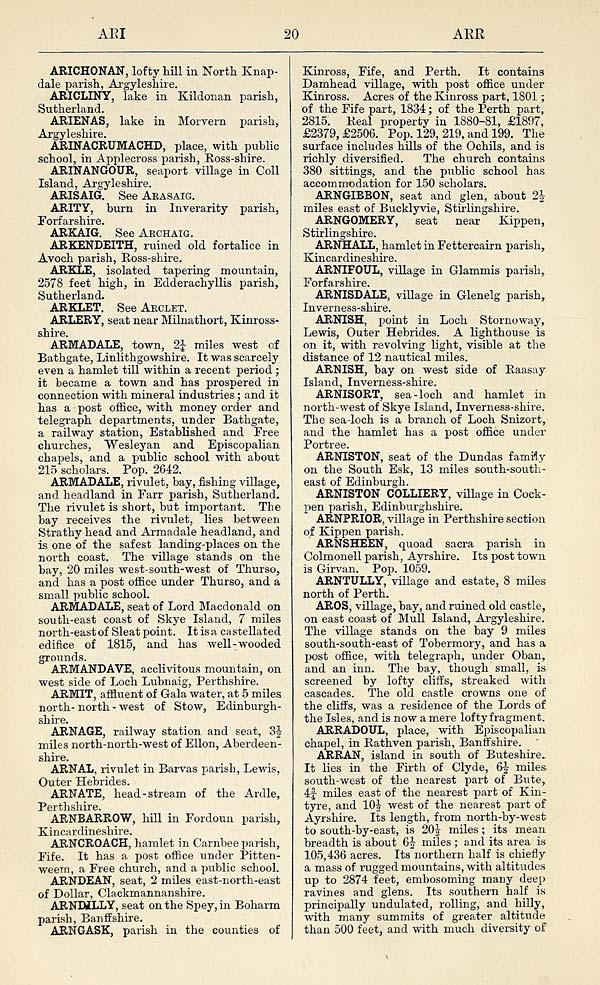 ARI 20 ARR
ARICHONAN, lofty hill in North Knap-
dale parish, Argyleshire.
ARICLINY, lake in Kildonan parish,
Sutherland.
ARIENAS, lake in Morvern parish,
Argyleshire.
ARINACRUMACHD, place, with public
school, in Applecross parish, Ross-shire.
ARINANGOUR, seaport village in Coll
Island, Argyleshire.
ARISAIG. See ARASAIG.
ARITY, burn in Inverarity parish,
Forfarshire.
ARKAIG. See ARCHAIG.
ARKENDEITH, ruined old fortalice in
Avoch parish, Ross-shire.
ARKLE, isolated tapering mountain,
2578 feet high, in Edderachyllis parish,
Sutherland.
ARKLET. See ARCLET.
ARLERY, seat near Milnathort, Kinross-
shire.
ARMADALE, town, 2¼ miles west of
Bathgate, Linlithgowshire. It was scarcely
even a hamlet till within a recent period;
it became a town and has prospered in
connection with mineral industries; and it
has a post office, with money order and
telegraph departments, under Bathgate,
a railway station, Established and Free
churches, Wesleyan and Episcopalian
chapels, and a public school with about
215 scholars. Pop. 2642.
ARMADALE, rivulet, bay, fishing village,
and headland in Farr parish, Sutherland.
The rivulet is short, but important. The
bay receives the rivulet, lies between
Strathy head and Armadale headland, and
is one of the safest landing-places on the
north coast. The village stands on the
bay, 20 miles west-south-west of Thurso,
and has a post office under Thurso, and a
small public school.
ARMADALE, seat of Lord Macdonald on
south-east coast of Skye Island, 7 miles
north-east of Sleat point. It is a castellated
edifice of 1815, and has well-wooded
grounds.
ARMANDAVE, acclivitous mountain, on
west side of Loch Lubnaig, Perthshire.
ARMIT, affluent of Gala water, at 5 miles
north-north-west of Stow, Edinburgh-
shire.
ARNAGE, railway station and seat, 3½
miles north-north-west of Ellon, Aberdeen-
shire.
ARNAL, rivulet in Barvas parish, Lewis,
Outer Hebrides.
ARNATE, head-stream of the Ardle,
Perthshire.
ARNBARROW, hill in Fordoun parish,
Kincardineshire.
ARNCROACH, hamlet in Carnbee parish,
Fife. It has a post office under Pitten-
weem, a Free church, and a public school.
ARNDEAN, seat, 2 miles east-north-east
of Dollar, Clackmannanshire.
ARNDILLY, seat on the Spey, in Boharm
parish, Banffshire.
ARNGASK, parish in the counties of
Kinross, Fife, and Perth. It contains
Damhead village, with post office under
Kinross. Acres of the Kinross part, 1801;
of the Fife part, 1834; of the Perth part,
2815. Real property in 1880-81, £1897,
£2379, £2506. Pop. 129, 219, and 199. The
surface includes hills of the Ochils, and is
richly diversified. The church contains
380 sittings, and the public school has
accommodation for 150 scholars.
ARNGIBBON, seat and glen, about 2½
miles east of Bucklyvie, Stirlingshire.
ARNGOMERY, seat near Kippen,
Stirlingshire.
ARNHALL, hamlet in Fettercairn parish,
Kincardineshire.
ARNIFOUL, village in Glammis parish,
Forfarshire.
ARNISDALE, village in Glenelg parish,
Inverness-shire.
ARNISH, point in Loch Stornoway,
Lewis, Outer Hebrides. A lighthouse is
on it, with revolving light, visible at the
distance of 12 nautical miles.
ARNISH, bay on west side of Raasay
Island, Inverness-shire.
ARNISORT, sea-loch and hamlet in
north-west of Skye Island, Inverness-shire.
The sea-loch is a branch of Loch Snizort,
and the hamlet has a post office under
Portree.
ARNISTON, seat of the Dundas family
on the South Esk, 13 miles south-south-
east of Edinburgh.
ARNISTON COLLIERY, village in Cock-
pen parish, Edinburghshire.
ARNPRIOR, village in Perthshire section
of Kippen parish.
ARNSHEEN, quoad sacra parish in
Colmonell parish, Ayrshire. Its post town
is Girvan. Pop. 1059.
ARNTULLY, village and estate, 8 miles
north of Perth.
AROS, village, bay, and ruined old castle,
on east coast of Mull Island, Argyleshire.
The village stands on the bay 9 miles
south-south-east of Tobermory, and has a
post office, with telegraph, under Oban,
and an inn. The bay, though small, is
screened by lofty cliffs, streaked with
cascades. The old castle crowns one of
the cliffs, was a residence of the Lords of
the Isles, and is now a mere lofty fragment.
ARRADOUL, place, with Episcopalian
chapel, in Rathven parish, Banffshire.
ARRAN, island in south of Buteshire.
It lies in the Firth of Clyde, 6½ miles
south-west of the nearest part of Bute,
4¾ miles east of the nearest part of Kin-
tyre, and 10½ west of the nearest part of
Ayrshire. Its length, from north-by-west
to south-by-east, is 20½ miles; its mean
breadth is about 6½ miles; and its area is
105,436 acres. Its northern half is chiefly
a mass of rugged mountains, with altitudes
up to 2874 feet, embosoming many deep
ravines and glens. Its southern half is
principally undulated, rolling, and hilly,
with many summits of greater altitude
than 500 feet, and with much diversity of